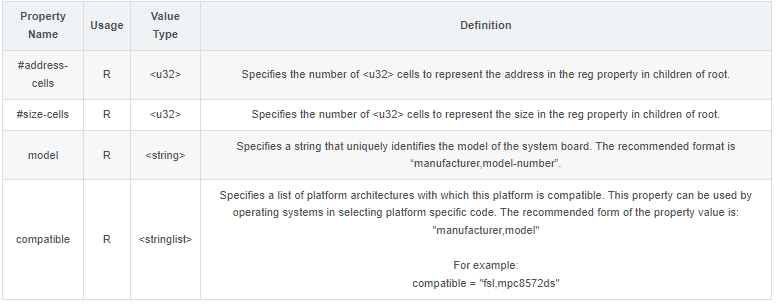 Property Name
Usage
Value Type
Definition
#address-cells
R
<u32>
Specifies the number of <u32> cells to represent the address in the reg property in children of root.
#size-cells
R
<u32>
Specifies the number of <u32> cells to represent the size in the reg property in children of root.
model
R
<string>
Specifies a string that uniquely identifies the model of the system board. The recommended format is
“manufacturer,model-number”.
compatible
R
<stringlist>
Specifies a list of platform architectures with which this platform is compatible. This property can be used by
operating systems in selecting platform specific code. The recommended form of the property value is:
"manufacturer,model"
For example:
compatible = "fsl,mpc8572ds"